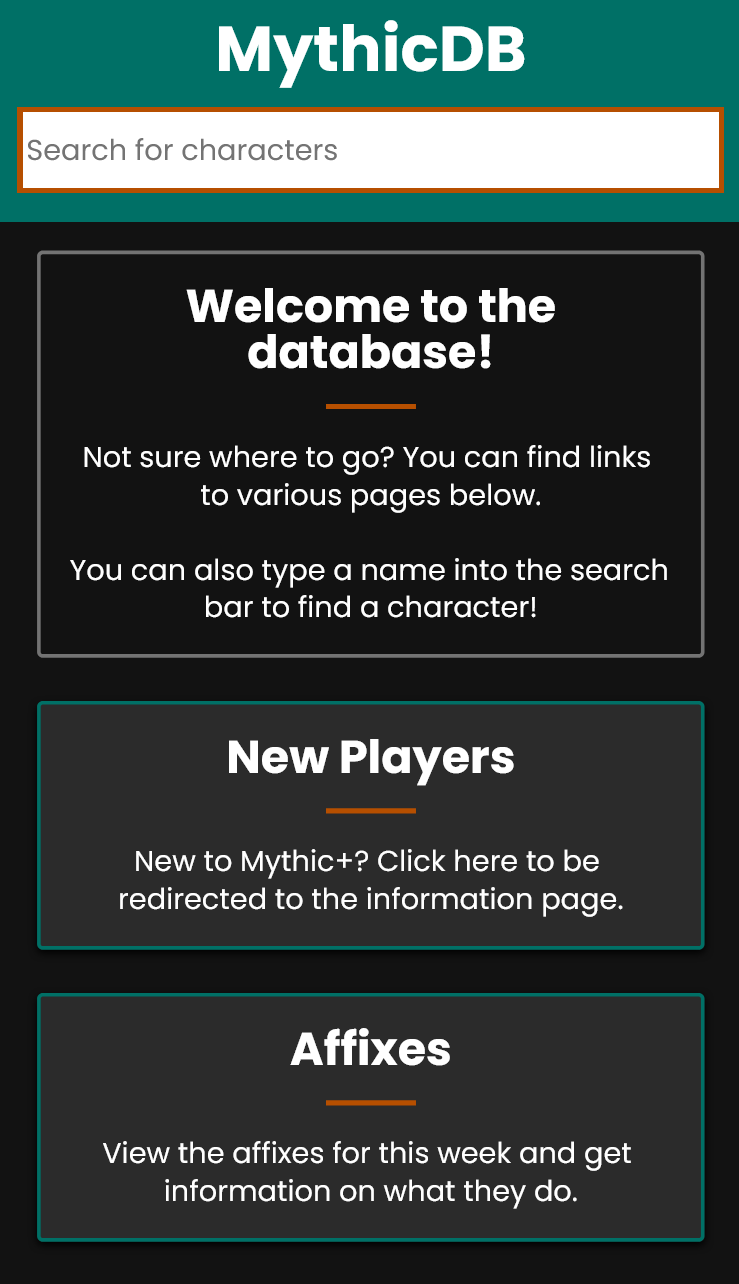 MythicDB
Search for characters
Welcome to the
database!
Not sure where to go? You can find links
to various pages below.
You can also type a name into the search
bar to find a character!
New Players
New to Mythic+? Click here to be
redirected to the information page.
Affixes
View the affixes for this week and get
information on what they do.